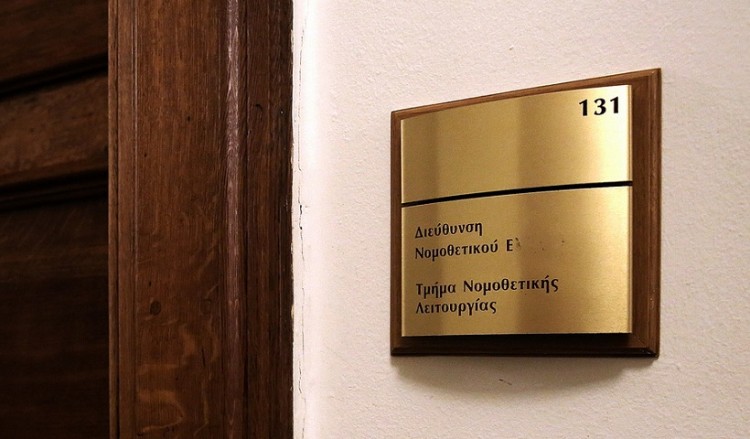 131
Διεύθυνση
Νομοθετικού Ε'
Τμήμα Νομοθετικής
Λειτουργίας